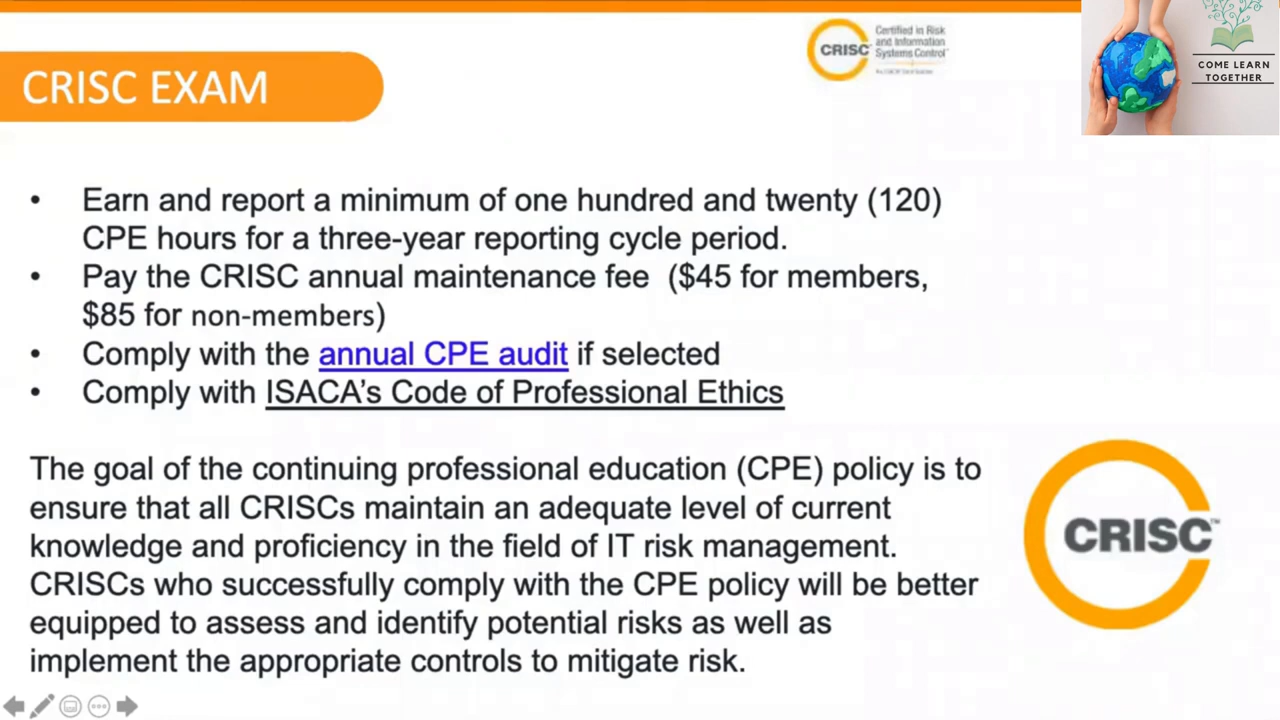 CRISC EXAM
CRISC
Certified in Risk
and Information
Systems Control
COME LEARN
TOGETHER
• Earn and report a minimum of one hundred and twenty (120)
CPE hours for a three-year reporting cycle period.
• Pay the CRISC annual maintenance fee ($45 for members,
$85 for non-members)
• Comply with the annual CPE audit if selected
• Comply with ISACA's Code of Professional Ethics
The goal of the continuing professional education (CPE) policy is to
ensure that all CRISCs maintain an adequate level of current
knowledge and proficiency in the field of IT risk management.
CRISCs who successfully comply with the CPE policy will be better
equipped to assess and identify potential risks as well as
implement the appropriate controls to mitigate risk.
CRISC™